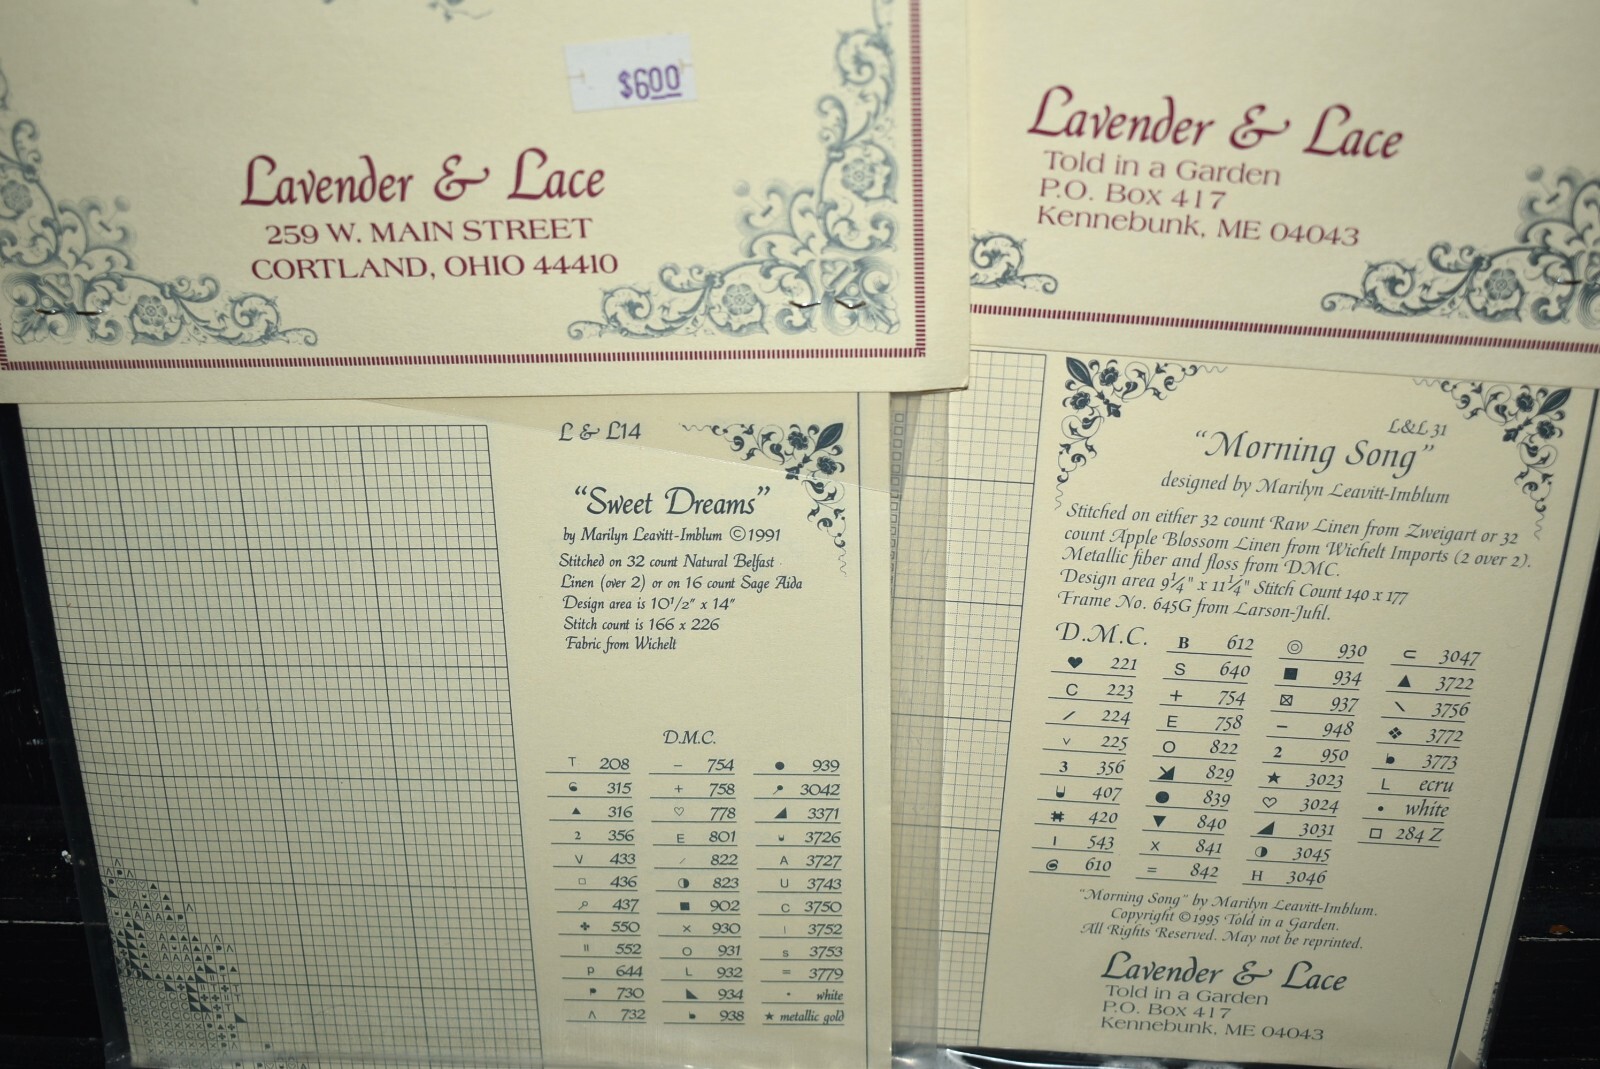 $6.00
Lavender & Lace
259 W. MAIN STREET
CORTLAND, OHIO 44410
Lavender & Lace
Told in a Garden
P.O. Box 417
Kennebunk, ME 04043
L & L14
"Sweet Dreams"
by Marilyn Leavitt-Imblum ©1991
Stitched on 32 count Natural Belfast
Linen (over 2) or on 16 count Sage Aida
Design area is 10 1/2" x 14"
Stitch count is 166 x 226
Fabric from Wichelt
D.M.C.
T 208 − 754 ● 939
315 + 758 3042
▲ 316 ♡ 778 ◢ 3371
2 356 E 801 3726
V 433 / 822 A 3727
□ 436 ◑ 823 U 3743
437 ■ 902 C 3750
✤ 550 × 930 | 3752
II 552 O 931 S 3753
P 644 L 932 = 3779
730 ◣ 934 • white
Λ 732 938 ★ metallic gold
L&L 31
"Morning Song"
designed by Marilyn Leavitt-Imblum
Stitched on either 32 count Raw Linen from Zweigart or 32
count Apple Blossom Linen from Wichelt Imports (2 over 2).
Metallic fiber and floss from D.M.C.
Design area 9¼" x 11¼" Stitch Count 140 x 177
Frame No. 645G from Larson-Juhl.
D.M.C. B 612 ◎ 930 ⊂ 3047
♥ 221 S 640 ■ 934 ▲ 3722
C 223 + 754 ⊠ 937 \ 3756
/ 224 E 758 − 948 ❖ 3772
v 225 O 822 2 950 3773
3 356 829 ★ 3023 L ecru
407 ● 839 ♡ 3024 • white
420 ▼ 840 ◢ 3031 □ 284 Z
I 543 × 841 ◑ 3045
610 = 842 H 3046
"Morning Song" by Marilyn Leavitt-Imblum.
Copyright ©1995 Told in a Garden.
All Rights Reserved. May not be reprinted.
Lavender & Lace
Told in a Garden
P.O. Box 417
Kennebunk, ME 04043